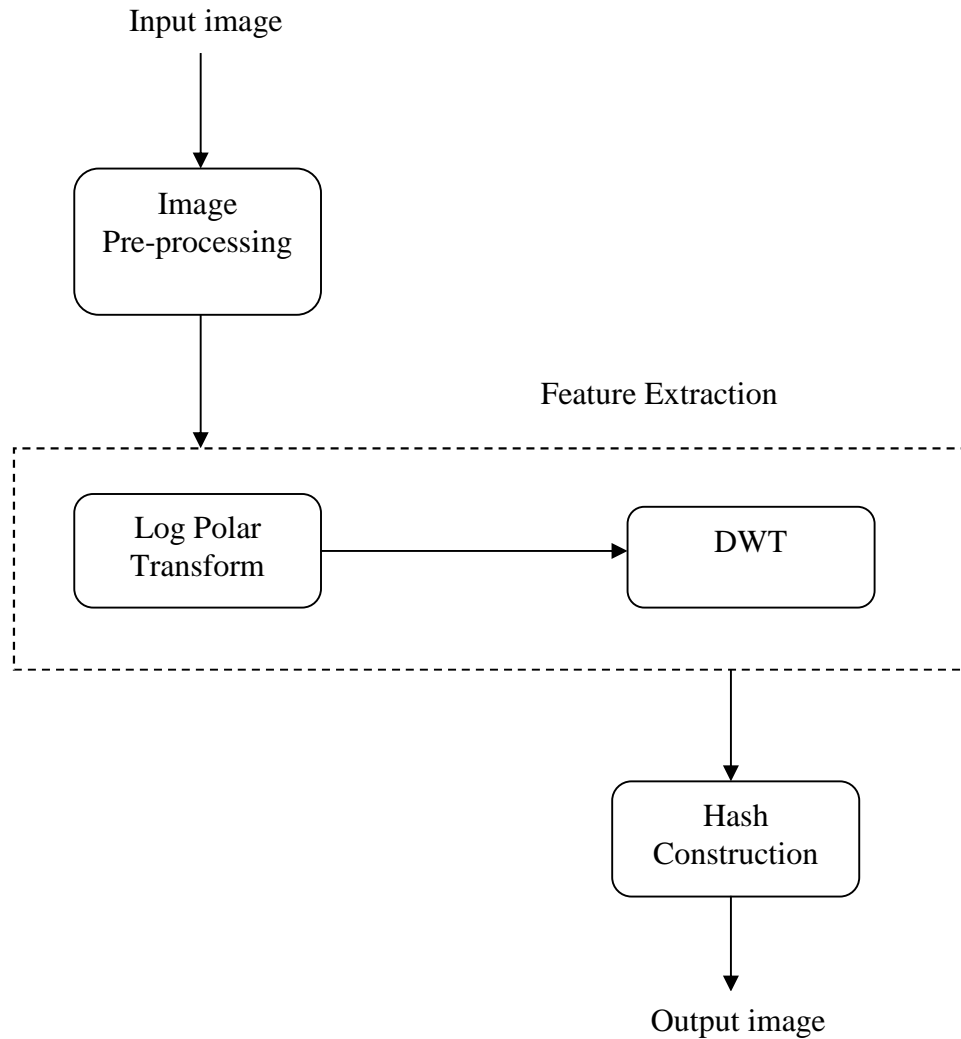 Input image
Image
Pre-processing
Feature Extraction
Log Polar
Transform
DWT
Hash
Construction
Output image